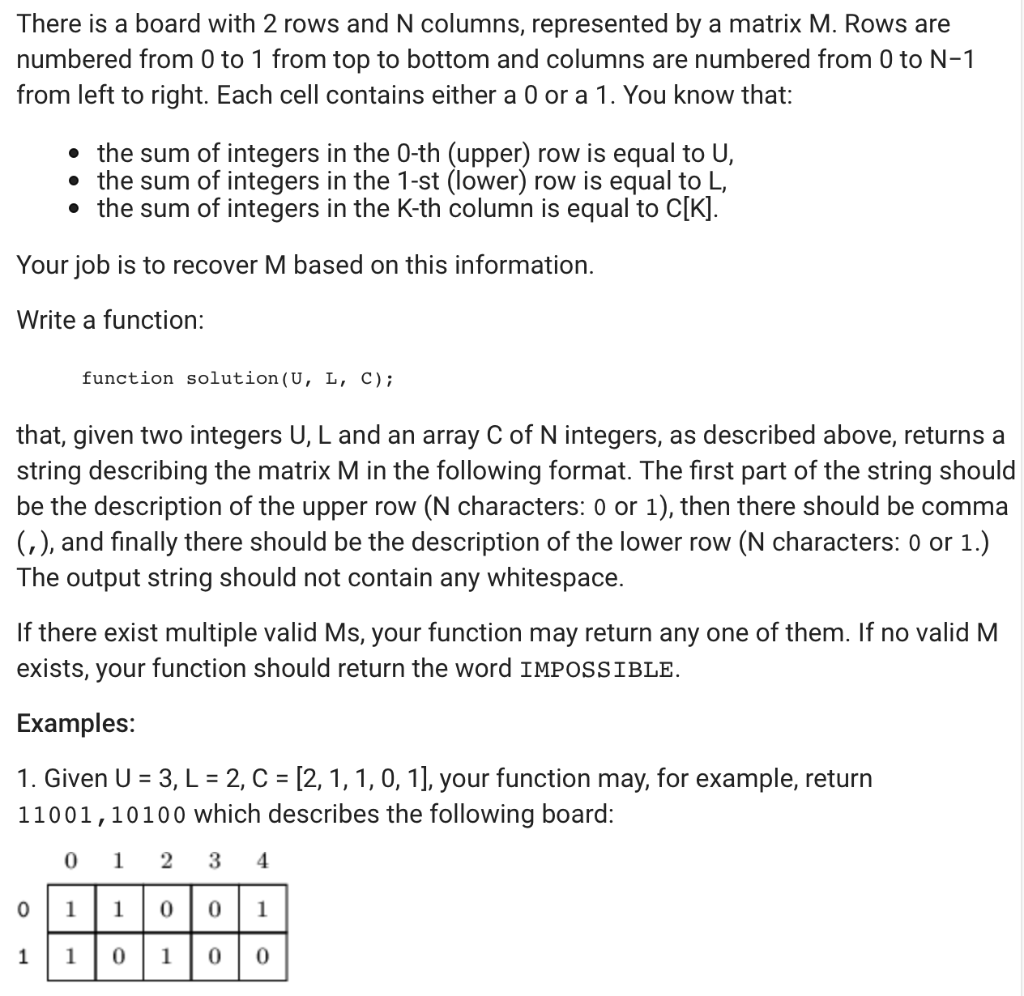 There is a board with 2 rows and N columns, represented by a matrix M. Rows are
numbered from 0 to 1 from top to bottom and columns are numbered from 0 to N−1
from left to right. Each cell contains either a 0 or a 1. You know that:
• the sum of integers in the 0-th (upper) row is equal to U,
• the sum of integers in the 1-st (lower) row is equal to L,
• the sum of integers in the K-th column is equal to C[K].
Your job is to recover M based on this information.
Write a function:
function solution(U, L, C);
that, given two integers U, L and an array C of N integers, as described above, returns a
string describing the matrix M in the following format. The first part of the string should
be the description of the upper row (N characters: 0 or 1), then there should be comma
(,), and finally there should be the description of the lower row (N characters: 0 or 1.)
The output string should not contain any whitespace.
If there exist multiple valid Ms, your function may return any one of them. If no valid M
exists, your function should return the word IMPOSSIBLE.
Examples:
1. Given U = 3, L = 2, C = [2, 1, 1, 0, 1], your function may, for example, return
11001,10100 which describes the following board:
0 1 2 3 4
0 1 1 0 0 1
1 1 0 1 0 0